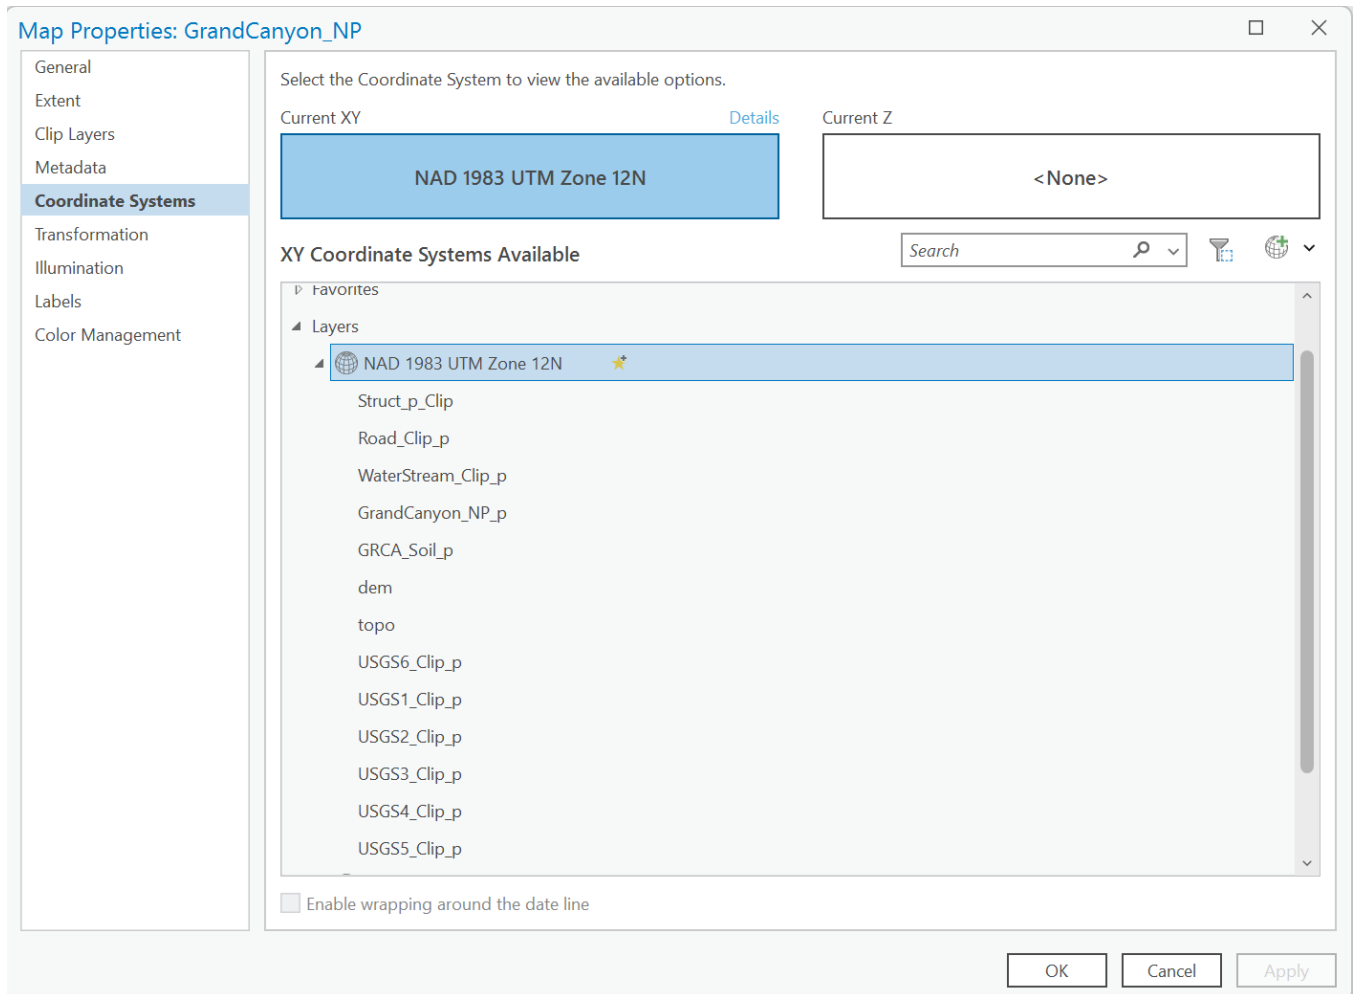 Map Properties: GrandCanyon_NP
General
Extent
Clip Layers
Metadata
Coordinate Systems
Transformation
Illumination
Labels
Color Management
Select the Coordinate System to view the available options.
Current XY
Details
Current Z
NAD 1983 UTM Zone 12N
<None>
XY Coordinate Systems Available
Search
Favorites
Layers
NAD 1983 UTM Zone 12N
Struct_p_Clip
Road_Clip_p
WaterStream_Clip_p
GrandCanyon_NP_p
GRCA_Soil_p
dem
topo
USGS6_Clip_p
USGS1_Clip_p
USGS2_Clip_p
USGS3_Clip_p
USGS4_Clip_p
USGS5_Clip_p
Enable wrapping around the date line
OK
Cancel
Apply